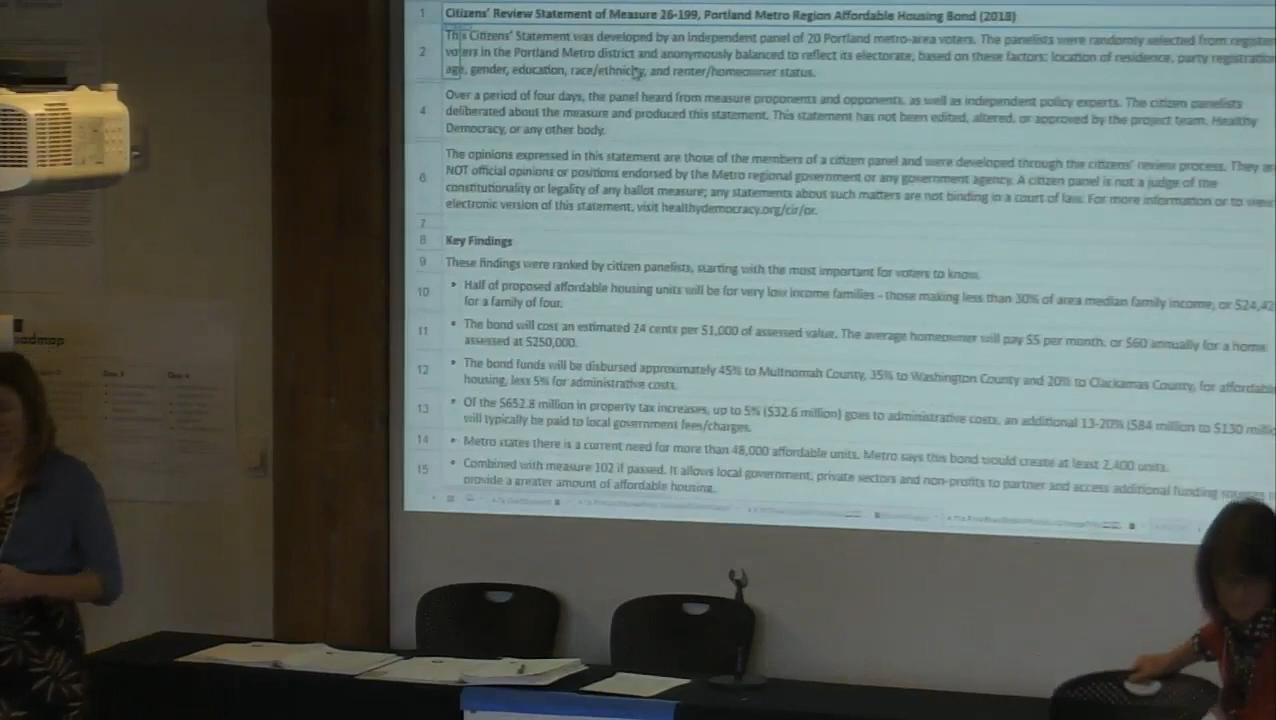 1 Citizens' Review Statement of Measure 26-199, Portland Metro Region Affordable Housing Bond (2018)
This Citizens' Statement was developed by an independent panel of 20 Portland metro-area voters. The panelists were randomly selected from
2 voters in the Portland Metro district and anonymously balanced to reflect its electorate, based on these factors: location of residence, party registration
age, gender, education, race/ethnicity, and renter/homeowner status.
Over a period of four days, the panel heard from measure proponents and opponents, as well as independent policy experts. The citizen panelists
4 deliberated about the measure and produced this statement. This statement has not been edited, altered, or approved by the project team, Healthy
Democracy, or any other body.
The opinions expressed in this statement are those of the members of a citizen panel and were developed through the citizens' review process. They
6 NOT official opinions or positions endorsed by the Metro regional government or any government agency. A citizen panel is not a judge of the
constitutionality or legality of any ballot measure; any statements about such matters are not binding in a court of law. For more information or to view
electronic version of this statement, visit healthydemocracy.org/cir/or.
7
8 Key Findings
9 These findings were ranked by citizen panelists, starting with the most important for voters to know.
10 • Half of proposed affordable housing units will be for very low income families – those making less than 30% of area median family income, or $24,42
for a family of four.
11 • The bond will cost an estimated 24 cents per $1,000 of assessed value. The average homeowner will pay $5 per month, or $60 annually for a home
assessed at $250,000.
12 • The bond funds will be disbursed approximately 45% to Multnomah County, 35% to Washington County and 20% to Clackamas County, for affordable
housing, less 5% for administrative costs.
13 • Of the $652.8 million in property tax increases, up to 5% ($32.6 million) goes to administrative costs, an additional 13-20% ($84 million to $130
will typically be paid to local government fees/charges.
14 • Metro states there is a current need for more than 48,000 affordable units. Metro says this bond would create at least 2,400 units.
15 • Combined with measure 102 if passed. It allows local government, private sectors and non-profits to partner and access additional funding
provide a greater amount of affordable housing.
admap